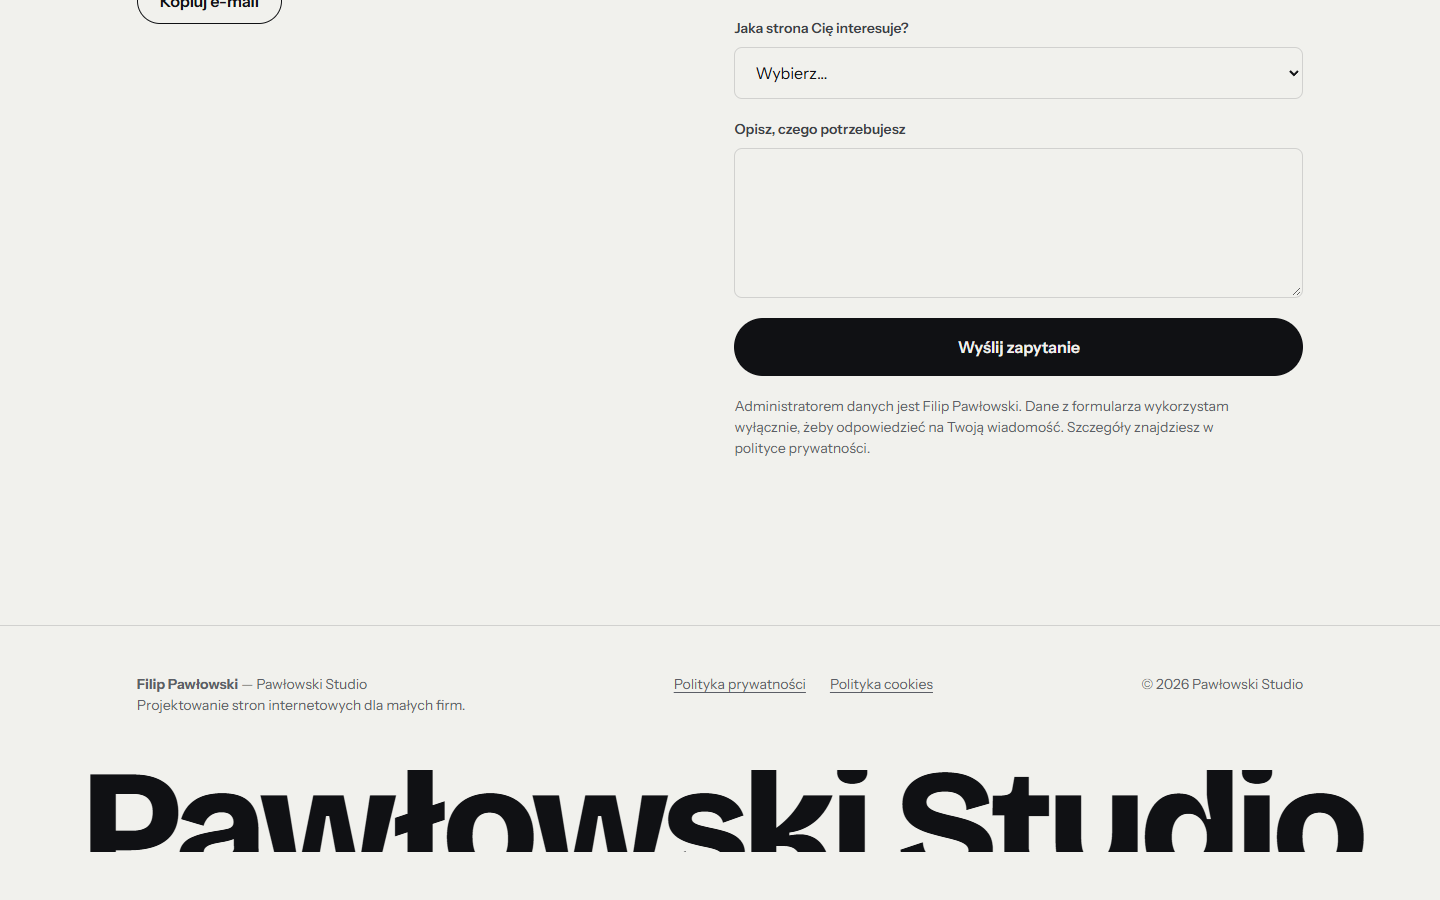 Kopiuj e-mail
Jaka strona Cię interesuje?
Wybierz...
Opisz, czego potrzebujesz
Wyślij zapytanie
Administratorem danych jest Filip Pawłowski. Dane z formularza wykorzystam
wyłącznie, żeby odpowiedzieć na Twoją wiadomość. Szczegóły znajdziesz w
polityce prywatności.
Filip Pawłowski — Pawłowski Studio
Projektowanie stron internetowych dla małych firm.
Polityka prywatności
Polityka cookies
© 2026 Pawłowski Studio
Pawłowski Studio